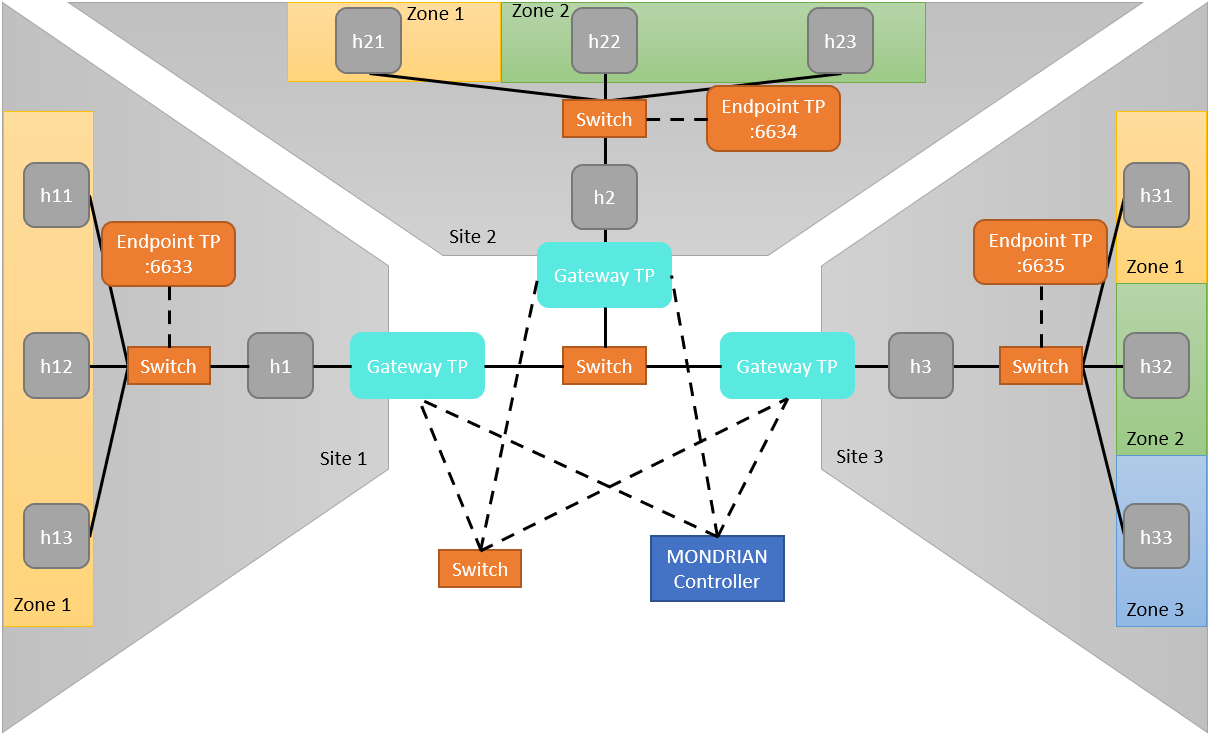 Zone 1
Zone 2
h21
h22
h23
Switch
Endpoint TP
:6634
h2
Site 2
Gateway TP
h11
Endpoint TP
:6633
h12
Switch
h1
Gateway TP
h13
Zone 1
Site 1
Switch
Gateway TP
h3
Switch
Endpoint TP
:6635
h31
Zone 1
h32
Zone 2
h33
Zone 3
Site 3
Switch
MONDRIAN
Controller